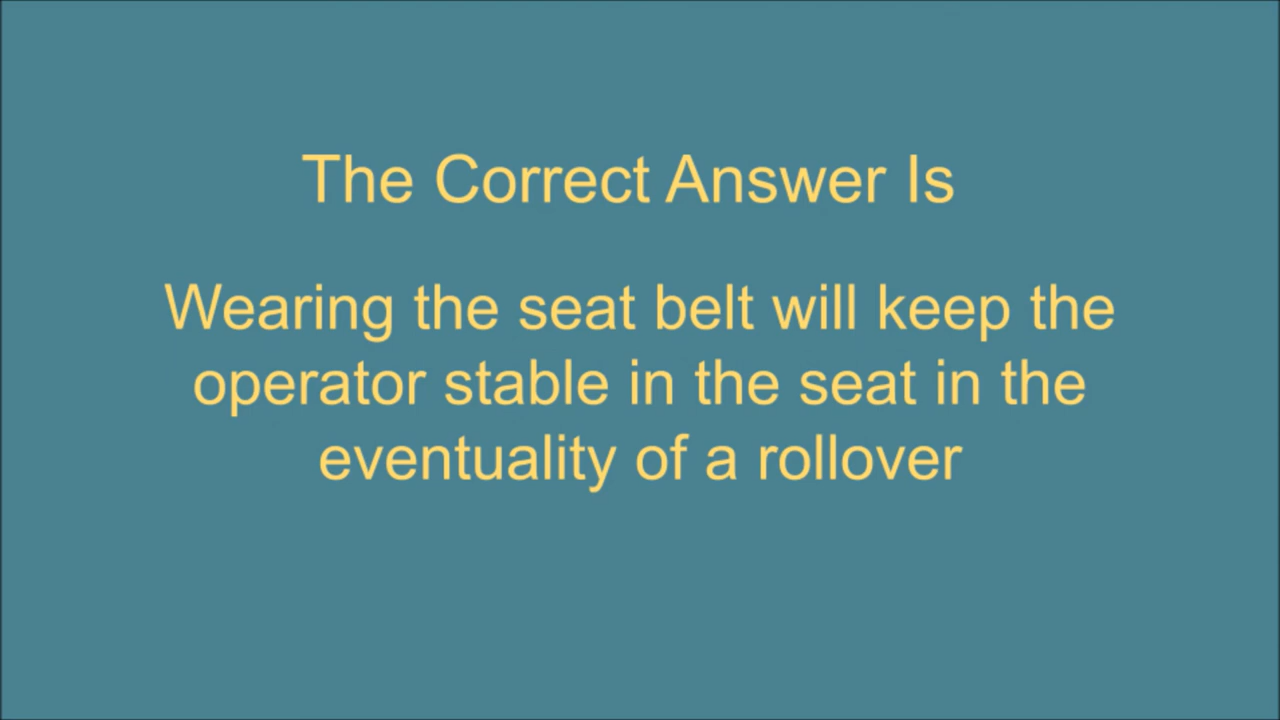 The Correct Answer Is
Wearing the seat belt will keep the
operator stable in the seat in the
eventuality of a rollover